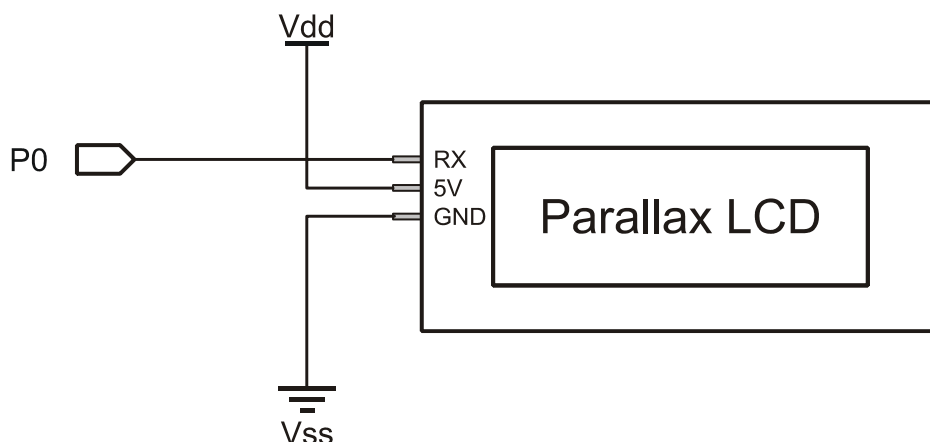 Vdd
P0
RX
5V
GND
Parallax LCD
Vss